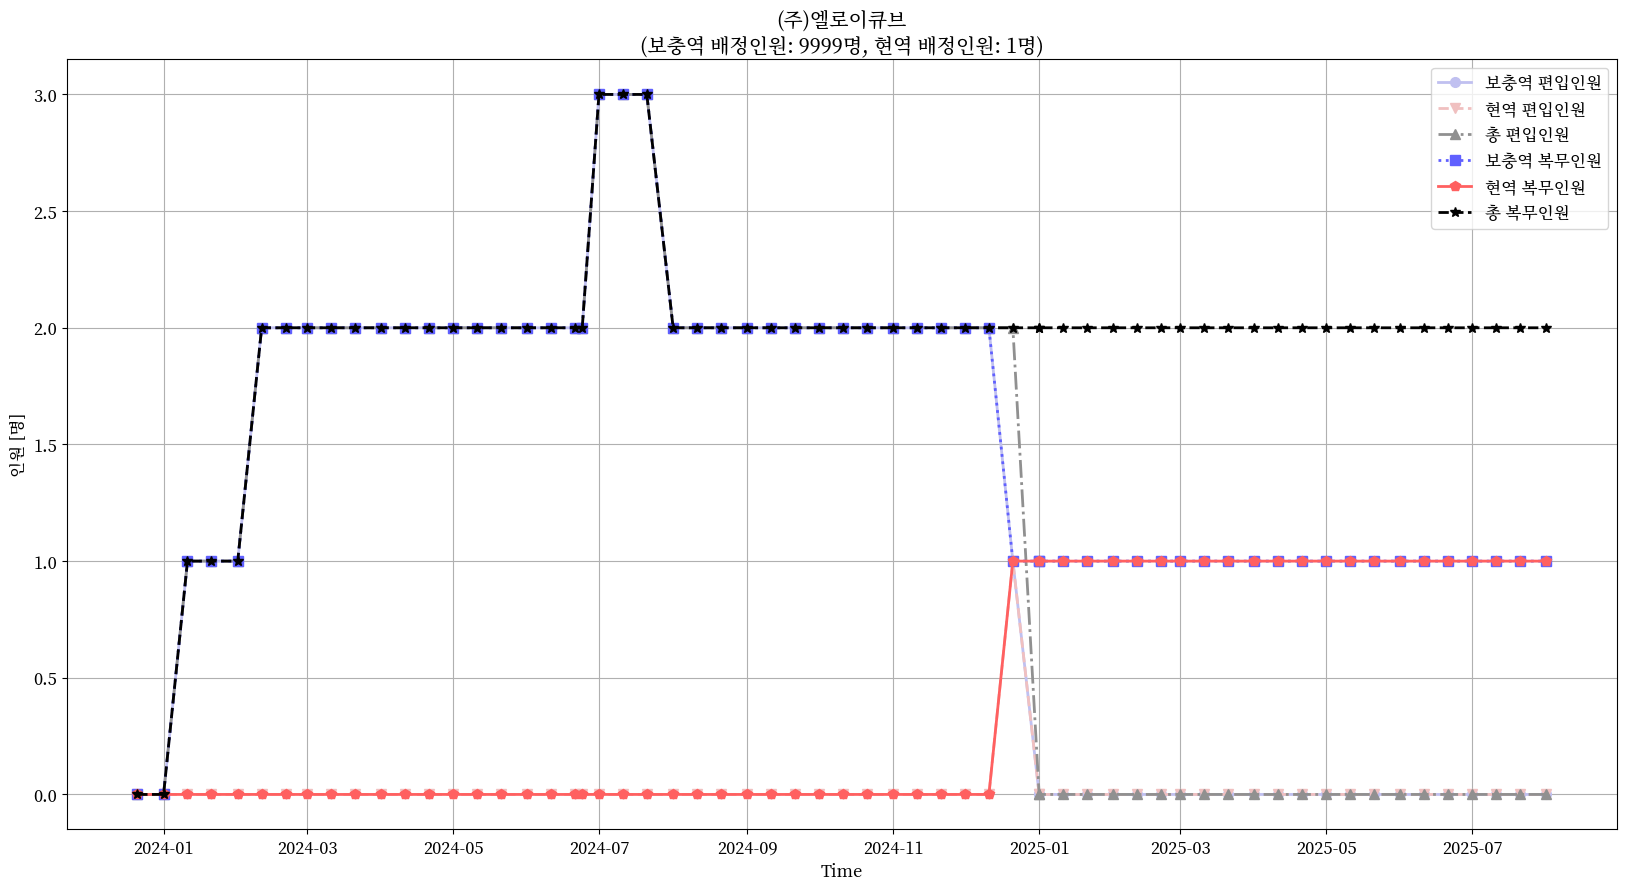 (주)엘로이큐브
(보충역 배정인원: 9999명, 현역 배정인원: 1명)
보충역 편입인원
현역 편입인원
총 편입인원
보충역 복무인원
현역 복무인원
총 복무인원
인원 [명]
3.0
2.5
2.0
1.5
1.0
0.5
0.0
2024-01 2024-03 2024-05 2024-07 2024-09 2024-11 2025-01 2025-03 2025-05 2025-07
Time